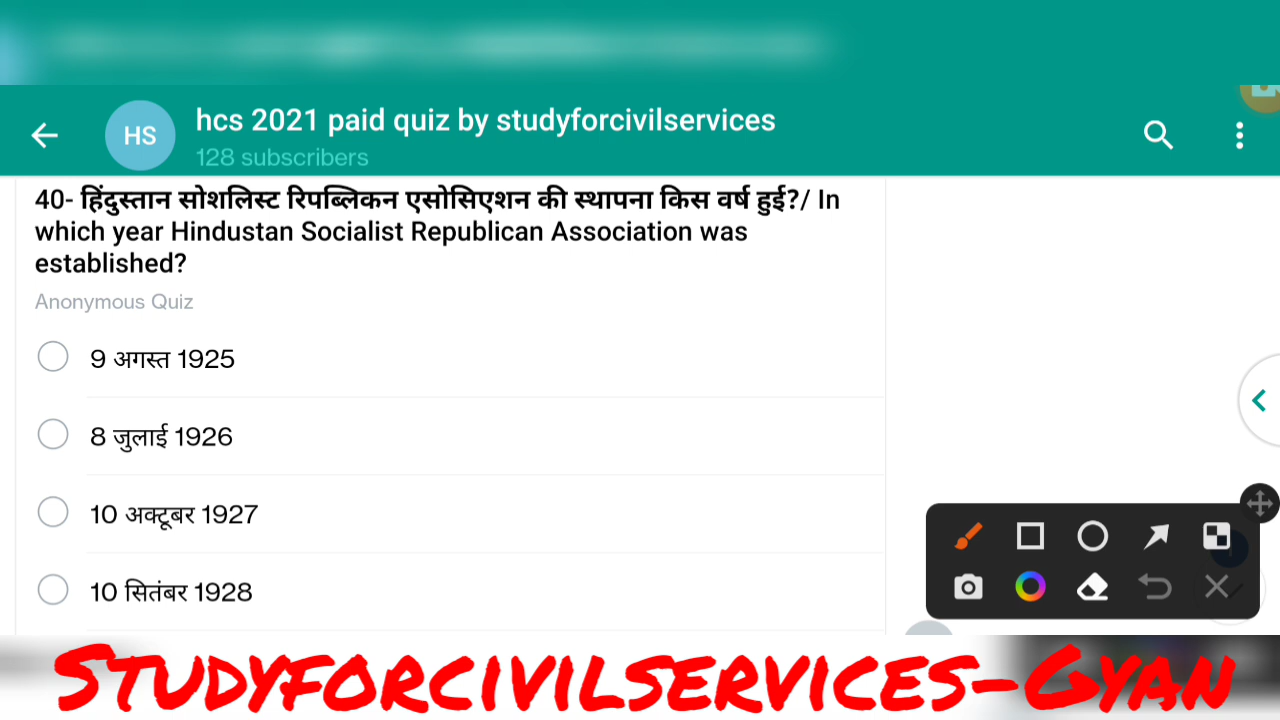 HS
hcs 2021 paid quiz by studyforcivilservices
128 subscribers
40- हिंदुस्तान सोशलिस्ट रिपब्लिकन एसोसिएशन की स्थापना किस वर्ष हुई?/ In
which year Hindustan Socialist Republican Association was
established?
Anonymous Quiz
9 अगस्त 1925
8 जुलाई 1926
10 अक्टूबर 1927
10 सितंबर 1928
STUDYFORCIVILSERVICES-GYAN